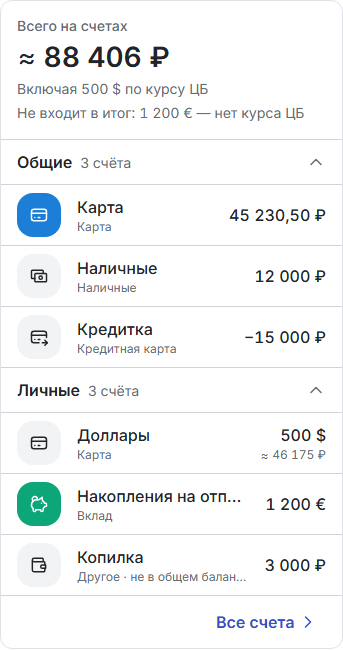 Всего на счетах
≈ 88 406 ₽
Включая 500 $ по курсу ЦБ
Не входит в итог: 1 200 € — нет курса ЦБ
Общие 3 счёта
Карта
45 230,50 ₽
Карта
Наличные
12 000 ₽
Наличные
Кредитка
−15 000 ₽
Кредитная карта
Личные 3 счёта
Доллары
500 $
Карта
≈ 46 175 ₽
Накопления на отп...
1 200 €
Вклад
Копилка
3 000 ₽
Другое · не в общем балан...
Все счета